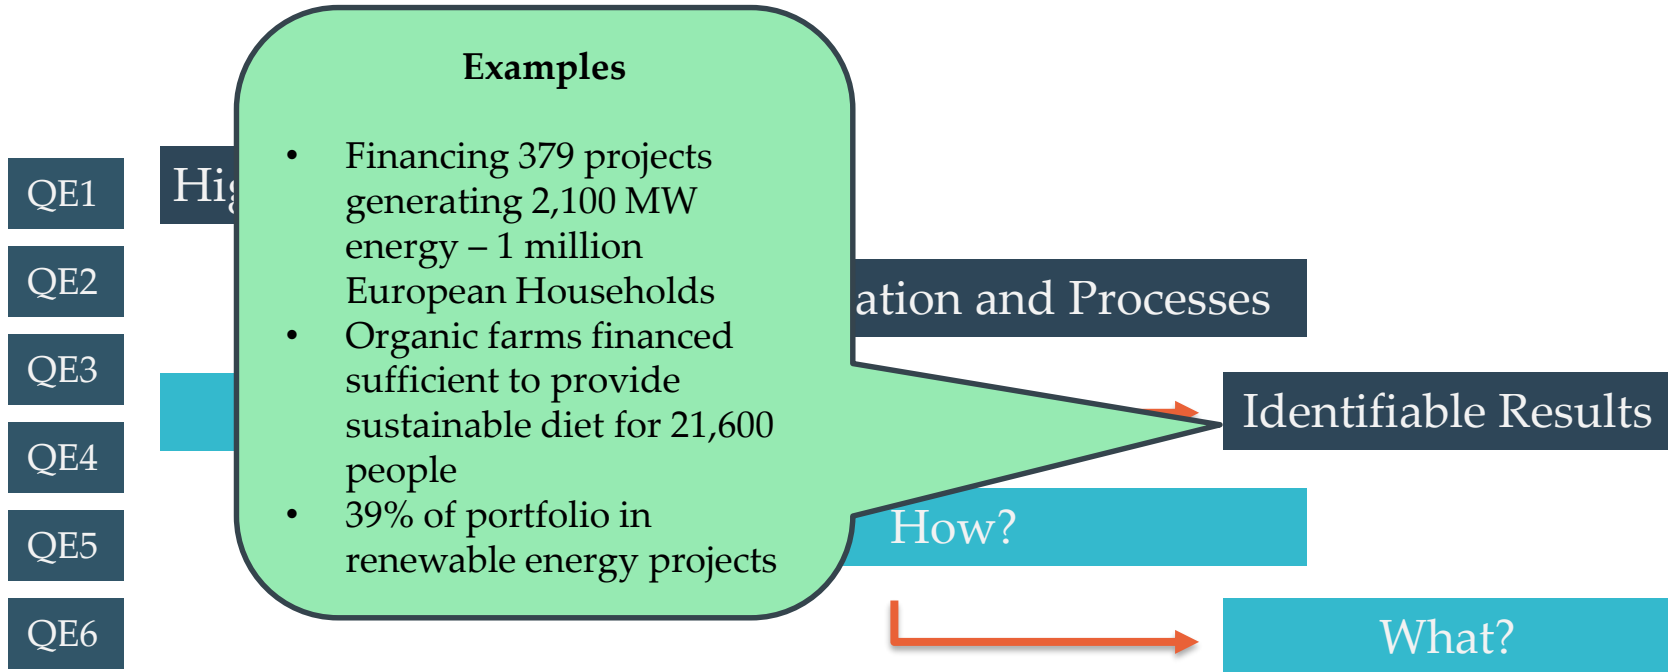 Examples
• Financing 379 projects
generating 2,100 MW
energy – 1 million
European Households
• Organic farms financed
sufficient to provide
sustainable diet for 21,600
people
• 39% of portfolio in
renewable energy projects
QE1
QE2
QE3
QE4
QE5
QE6
and Processes
Identifiable Results
How?
What?